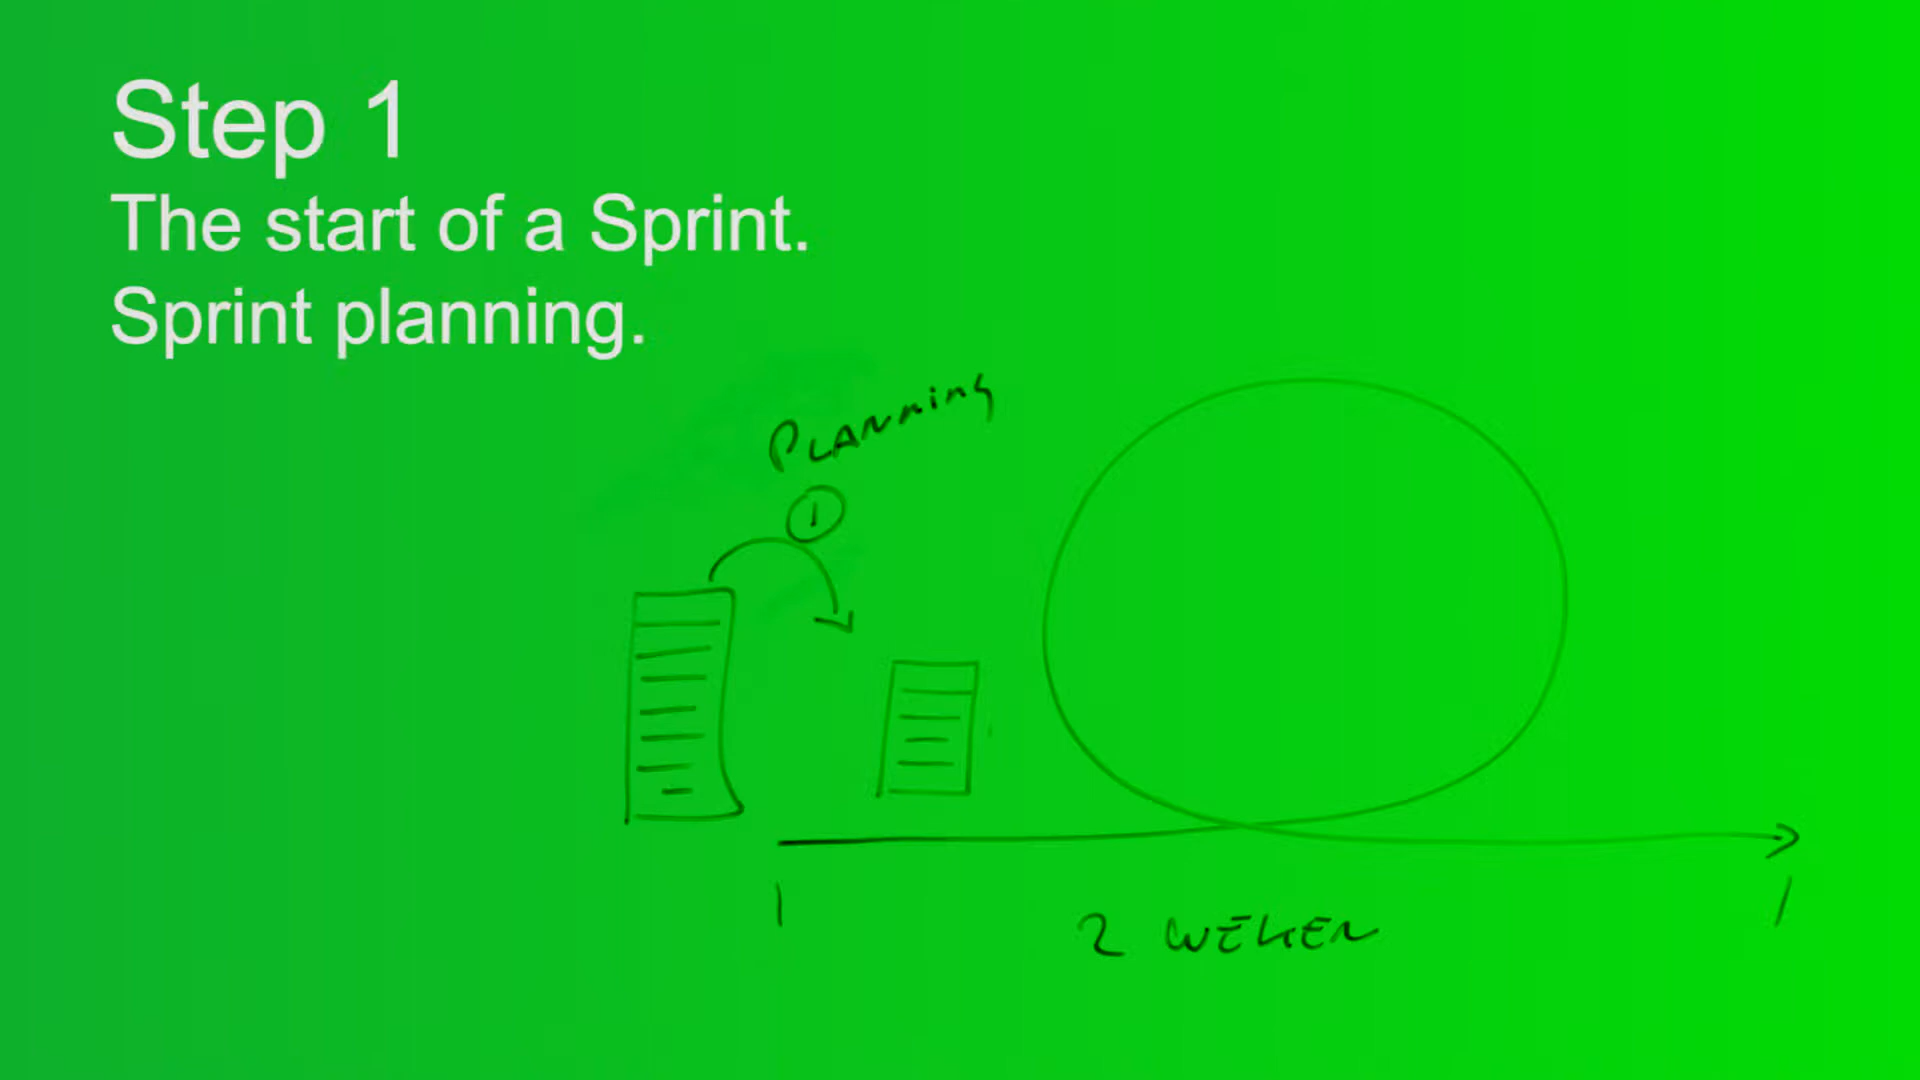 Step 1
The start of a Sprint.
Sprint planning.
PLANNing
1
2 WEKEN